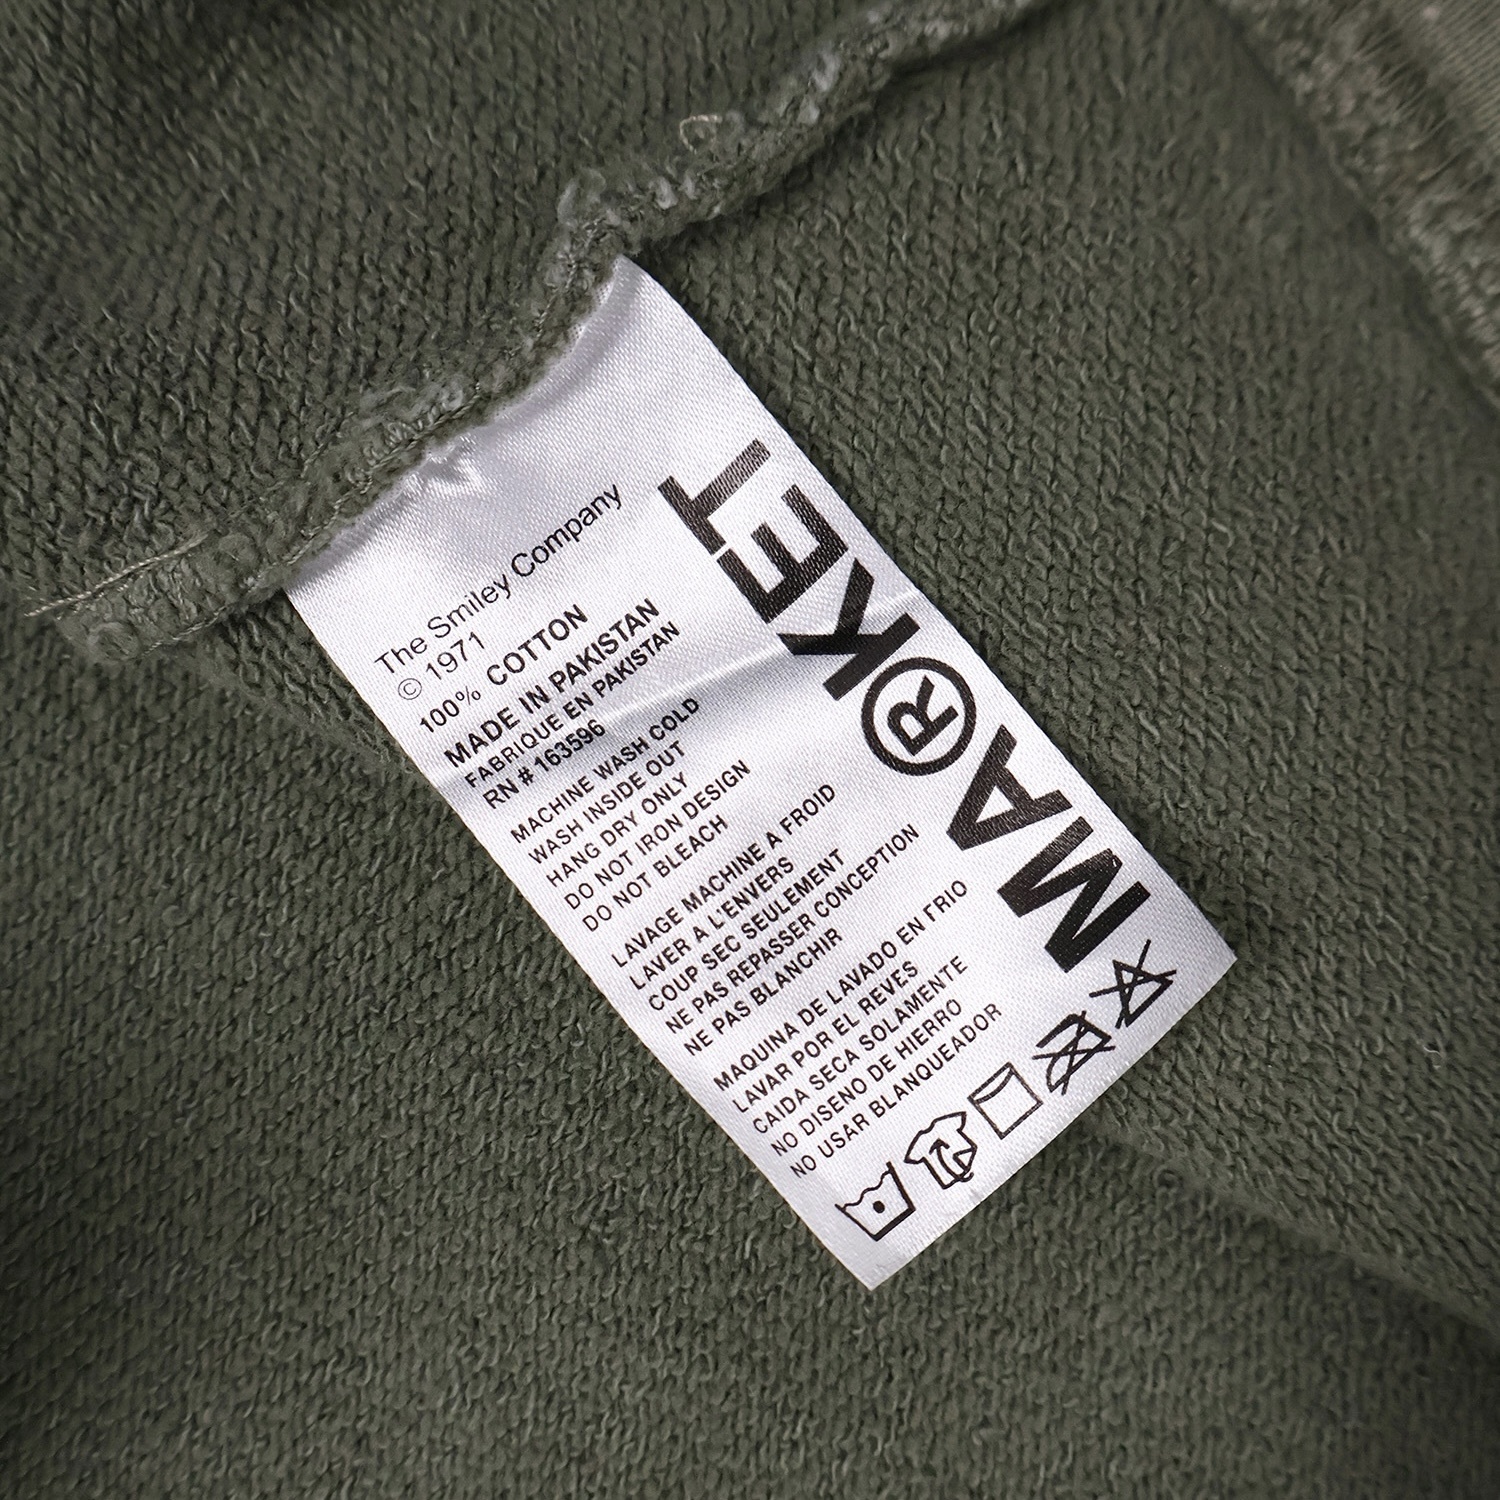 The Smiley Company
© 1971
100% COTTON
MADE IN PAKISTAN
FABRIQUE EN PAKISTAN
RN # 163596
MACHINE WASH COLD
WASH INSIDE OUT
HANG DRY ONLY
DO NOT IRON DESIGN
DO NOT BLEACH
LAVAGE MACHINE A FROID
LAVER A L'ENVERS
COUP SEC SEULEMENT
NE PAS REPASSER CONCEPTION
NE PAS BLANCHIR
MAQUINA DE LAVADO EN FRIO
LAVAR POR EL REVES
CAIDA SECA SOLAMENTE
NO DISENO DE HIERRO
NO USAR BLANQUEADOR
MA®KET